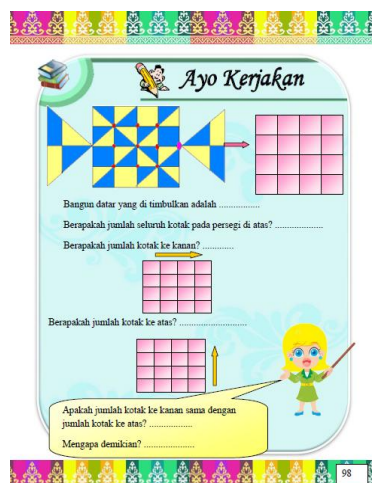 Ayo Kerjakan
Bangun datar yang di timbulkan adalah .................
Berapakah jumlah seluruh kotak pada persegi di atas? ....................
Berapakah jumlah kotak ke kanan? .............
Berapakah jumlah kotak ke atas? ............................
Apakah jumlah kotak ke kanan sama dengan
jumlah kotak ke atas? ..................
Mengapa demikian? .....................
98